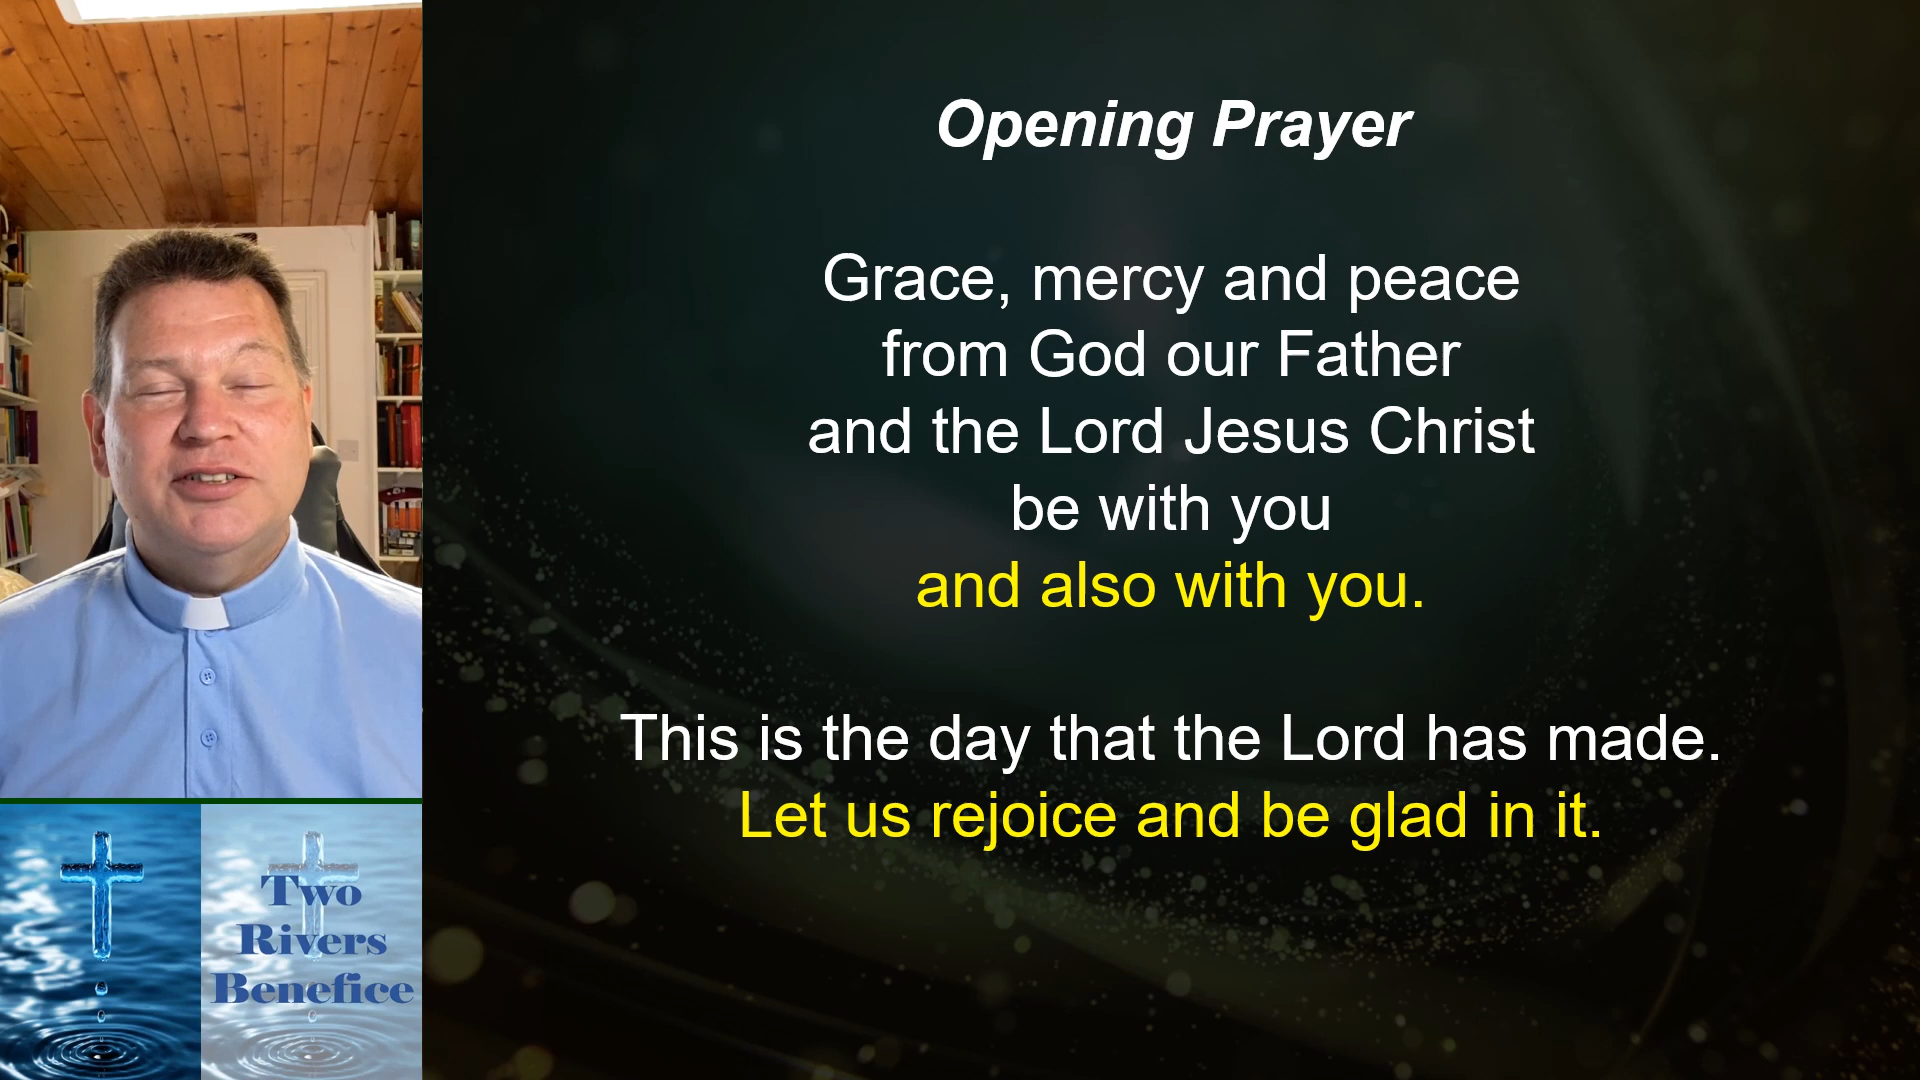 Opening Prayer
Grace, mercy and peace
from God our Father
and the Lord Jesus Christ
be with you
and also with you.
This is the day that the Lord has made.
Let us rejoice and be glad in it.
Two
Rivers
Benefice